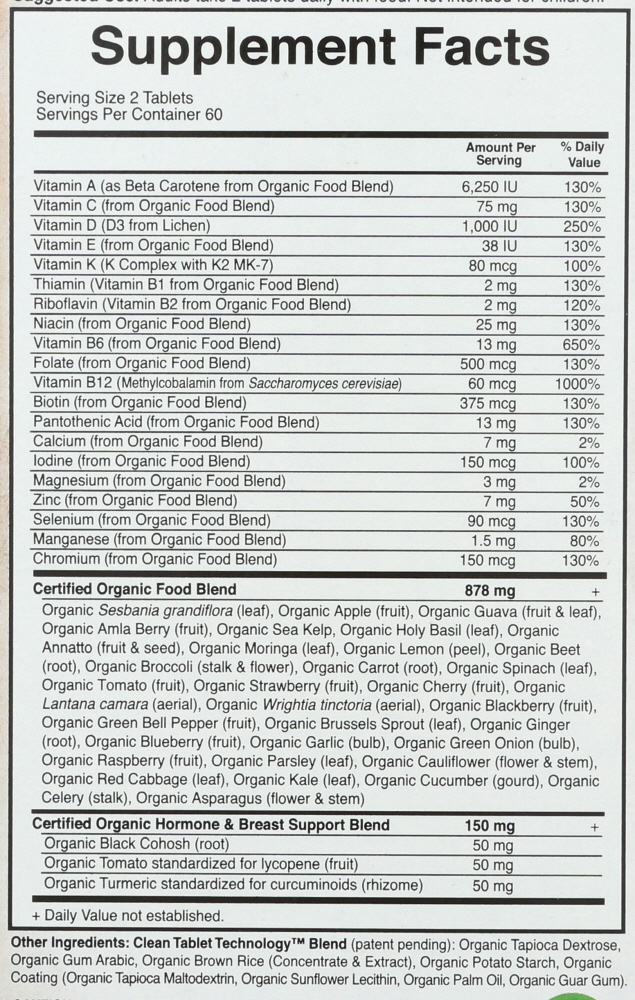 Suggested Use: Adults take 2 tablets daily with food. Not intended for children.
Supplement Facts
Serving Size 2 Tablets
Servings Per Container 60
Amount Per Serving % Daily Value
Vitamin A (as Beta Carotene from Organic Food Blend) 6,250 IU 130%
Vitamin C (from Organic Food Blend) 75 mg 130%
Vitamin D (D3 from Lichen) 1,000 IU 250%
Vitamin E (from Organic Food Blend) 38 IU 130%
Vitamin K (K Complex with K2 MK-7) 80 mcg 100%
Thiamin (Vitamin B1 from Organic Food Blend) 2 mg 130%
Riboflavin (Vitamin B2 from Organic Food Blend) 2 mg 120%
Niacin (from Organic Food Blend) 25 mg 130%
Vitamin B6 (from Organic Food Blend) 13 mg 650%
Folate (from Organic Food Blend) 500 mcg 130%
Vitamin B12 (Methylcobalamin from Saccharomyces cerevisiae) 60 mcg 1000%
Biotin (from Organic Food Blend) 375 mcg 130%
Pantothenic Acid (from Organic Food Blend) 13 mg 130%
Calcium (from Organic Food Blend) 7 mg 2%
Iodine (from Organic Food Blend) 150 mcg 100%
Magnesium (from Organic Food Blend) 3 mg 2%
Zinc (from Organic Food Blend) 7 mg 50%
Selenium (from Organic Food Blend) 90 mcg 130%
Manganese (from Organic Food Blend) 1.5 mg 80%
Chromium (from Organic Food Blend) 150 mcg 130%
Certified Organic Food Blend 878 mg +
Organic Sesbania grandiflora (leaf), Organic Apple (fruit), Organic Guava (fruit & leaf),
Organic Amla Berry (fruit), Organic Sea Kelp, Organic Holy Basil (leaf), Organic
Annatto (fruit & seed), Organic Moringa (leaf), Organic Lemon (peel), Organic Beet
(root), Organic Broccoli (stalk & flower), Organic Carrot (root), Organic Spinach (leaf),
Organic Tomato (fruit), Organic Strawberry (fruit), Organic Cherry (fruit), Organic
Lantana camara (aerial), Organic Wrightia tinctoria (aerial), Organic Blackberry (fruit),
Organic Green Bell Pepper (fruit), Organic Brussels Sprout (leaf), Organic Ginger
(root), Organic Blueberry (fruit), Organic Garlic (bulb), Organic Green Onion (bulb),
Organic Raspberry (fruit), Organic Parsley (leaf), Organic Cauliflower (flower & stem),
Organic Red Cabbage (leaf), Organic Kale (leaf), Organic Cucumber (gourd), Organic
Celery (stalk), Organic Asparagus (flower & stem)
Certified Organic Hormone & Breast Support Blend 150 mg +
Organic Black Cohosh (root) 50 mg
Organic Tomato standardized for lycopene (fruit) 50 mg
Organic Turmeric standardized for curcuminoids (rhizome) 50 mg
+ Daily Value not established.
Other Ingredients: Clean Tablet Technology™ Blend (patent pending): Organic Tapioca Dextrose,
Organic Gum Arabic, Organic Brown Rice (Concentrate & Extract), Organic Potato Starch, Organic
Coating (Organic Tapioca Maltodextrin, Organic Sunflower Lecithin, Organic Palm Oil, Organic Guar Gum).